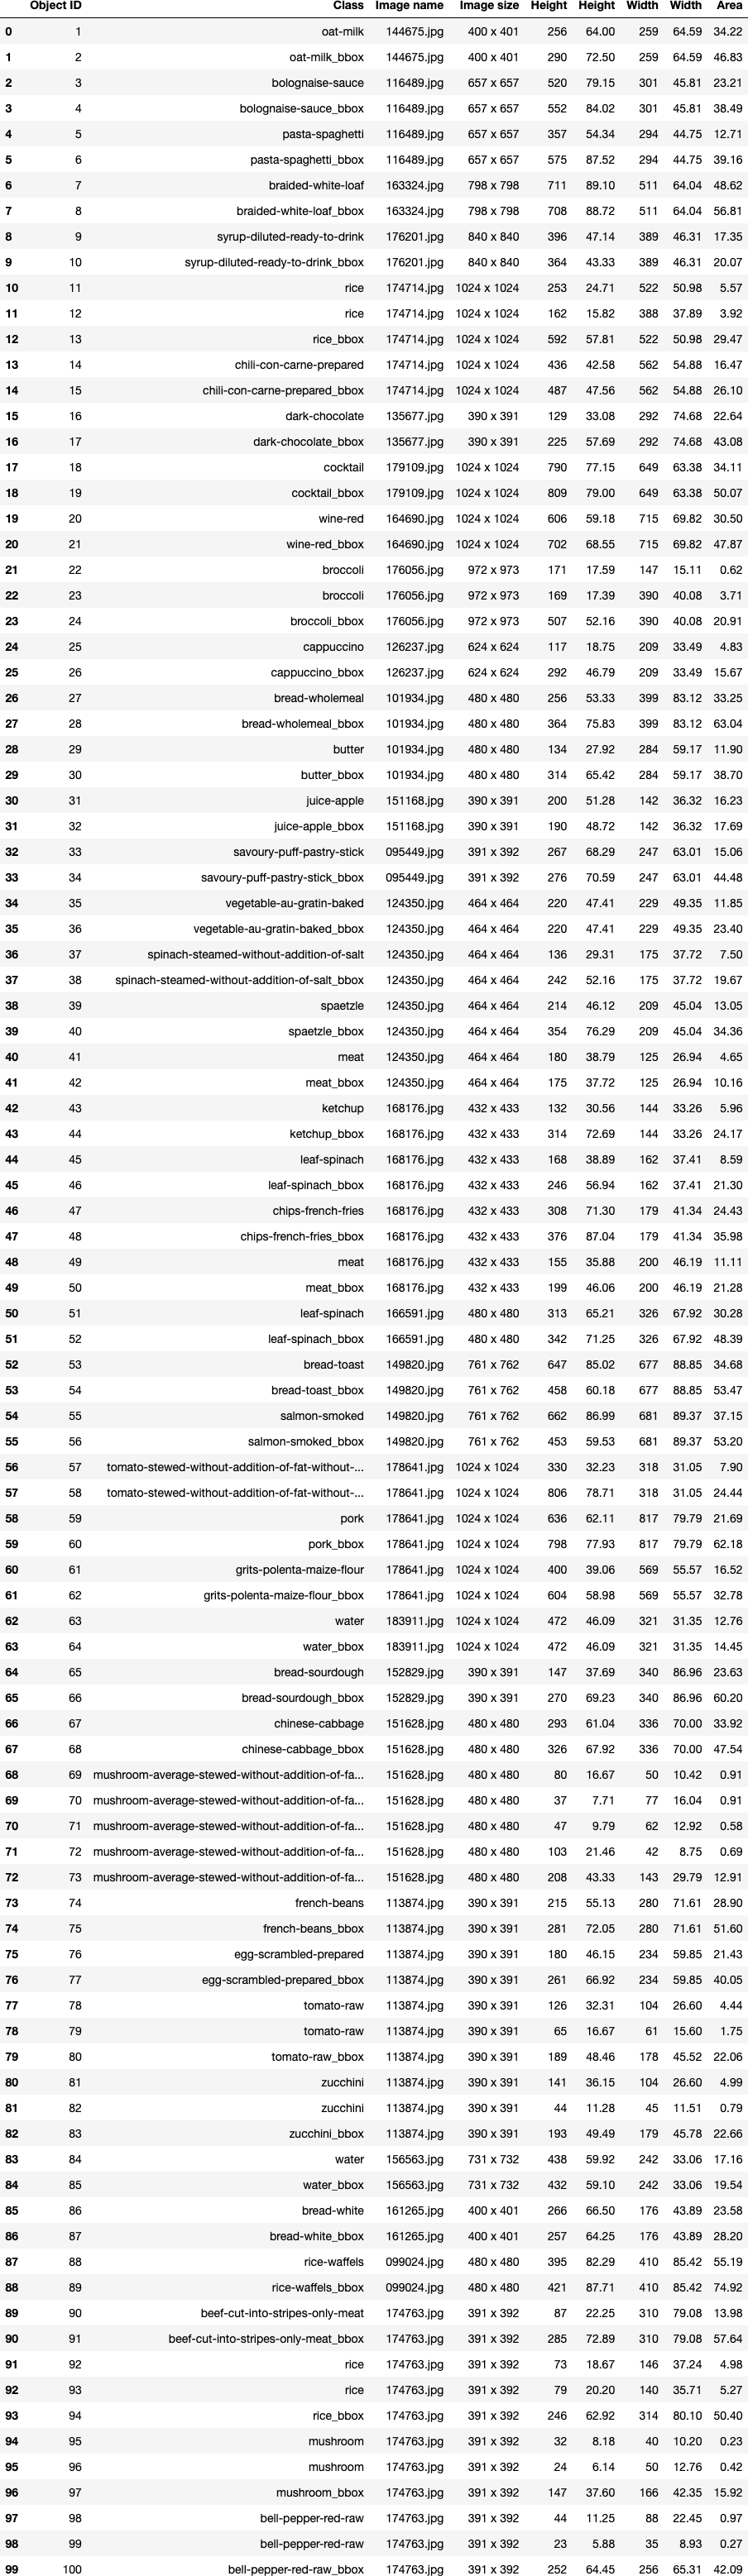 Object ID Class Image name Image size Height Height Width Width Area
0 1 oat-milk 144675.jpg 400 x 401 256 64.00 259 64.59 34.22
1 2 oat-milk_bbox 144675.jpg 400 x 401 290 72.50 259 64.59 46.83
2 3 bolognaise-sauce 116489.jpg 657 x 657 520 79.15 301 45.81 23.21
3 4 bolognaise-sauce_bbox 116489.jpg 657 x 657 552 84.02 301 45.81 38.49
4 5 pasta-spaghetti 116489.jpg 657 x 657 357 54.34 294 44.75 12.71
5 6 pasta-spaghetti_bbox 116489.jpg 657 x 657 575 87.52 294 44.75 39.16
6 7 braided-white-loaf 163324.jpg 798 x 798 711 89.10 511 64.04 48.62
7 8 braided-white-loaf_bbox 163324.jpg 798 x 798 708 88.72 511 64.04 56.81
8 9 syrup-diluted-ready-to-drink 176201.jpg 840 x 840 396 47.14 389 46.31 17.35
9 10 syrup-diluted-ready-to-drink_bbox 176201.jpg 840 x 840 364 43.33 389 46.31 20.07
10 11 rice 174714.jpg 1024 x 1024 253 24.71 522 50.98 5.57
11 12 rice 174714.jpg 1024 x 1024 162 15.82 388 37.89 3.92
12 13 rice_bbox 174714.jpg 1024 x 1024 592 57.81 522 50.98 29.47
13 14 chili-con-carne-prepared 174714.jpg 1024 x 1024 436 42.58 562 54.88 16.47
14 15 chili-con-carne-prepared_bbox 174714.jpg 1024 x 1024 487 47.56 562 54.88 26.10
15 16 dark-chocolate 135677.jpg 390 x 391 129 33.08 292 74.68 22.64
16 17 dark-chocolate_bbox 135677.jpg 390 x 391 225 57.69 292 74.68 43.08
17 18 cocktail 179109.jpg 1024 x 1024 790 77.15 649 63.38 34.11
18 19 cocktail_bbox 179109.jpg 1024 x 1024 809 79.00 649 63.38 50.07
19 20 wine-red 164690.jpg 1024 x 1024 606 59.18 715 69.82 30.50
20 21 wine-red_bbox 164690.jpg 1024 x 1024 702 68.55 715 69.82 47.87
21 22 broccoli 176056.jpg 972 x 973 171 17.59 147 15.11 0.62
22 23 broccoli 176056.jpg 972 x 973 169 17.39 390 40.08 3.71
23 24 broccoli_bbox 176056.jpg 972 x 973 507 52.16 390 40.08 20.91
24 25 cappuccino 126237.jpg 624 x 624 117 18.75 209 33.49 4.83
25 26 cappuccino_bbox 126237.jpg 624 x 624 292 46.79 209 33.49 15.67
26 27 bread-wholemeal 101934.jpg 480 x 480 256 53.33 399 83.12 33.25
27 28 bread-wholemeal_bbox 101934.jpg 480 x 480 364 75.83 399 83.12 63.04
28 29 butter 101934.jpg 480 x 480 134 27.92 284 59.17 11.90
29 30 butter_bbox 101934.jpg 480 x 480 314 65.42 284 59.17 38.70
30 31 juice-apple 151168.jpg 390 x 391 200 51.28 142 36.32 16.23
31 32 juice-apple_bbox 151168.jpg 390 x 391 190 48.72 142 36.32 17.69
32 33 savoury-puff-pastry-stick 095449.jpg 391 x 392 267 68.29 247 63.01 15.06
33 34 savoury-puff-pastry-stick_bbox 095449.jpg 391 x 392 276 70.59 247 63.01 44.48
34 35 vegetable-au-gratin-baked 124350.jpg 464 x 464 220 47.41 229 49.35 11.85
35 36 vegetable-au-gratin-baked_bbox 124350.jpg 464 x 464 220 47.41 229 49.35 23.40
36 37 spinach-steamed-without-addition-of-salt 124350.jpg 464 x 464 136 29.31 175 37.72 7.50
37 38 spinach-steamed-without-addition-of-salt_bbox 124350.jpg 464 x 464 242 52.16 175 37.72 19.67
38 39 spaetzle 124350.jpg 464 x 464 214 46.12 209 45.04 13.05
39 40 spaetzle_bbox 124350.jpg 464 x 464 354 76.29 209 45.04 34.36
40 41 meat 124350.jpg 464 x 464 180 38.79 125 26.94 4.65
41 42 meat_bbox 124350.jpg 464 x 464 175 37.72 125 26.94 10.16
42 43 ketchup 168176.jpg 432 x 433 132 30.56 144 33.26 5.96
43 44 ketchup_bbox 168176.jpg 432 x 433 314 72.69 144 33.26 24.17
44 45 leaf-spinach 168176.jpg 432 x 433 168 38.89 162 37.41 8.59
45 46 leaf-spinach_bbox 168176.jpg 432 x 433 246 56.94 162 37.41 21.30
46 47 chips-french-fries 168176.jpg 432 x 433 308 71.30 179 41.34 24.43
47 48 chips-french-fries_bbox 168176.jpg 432 x 433 376 87.04 179 41.34 35.98
48 49 meat 168176.jpg 432 x 433 155 35.88 200 46.19 11.11
49 50 meat_bbox 168176.jpg 432 x 433 199 46.06 200 46.19 21.28
50 51 leaf-spinach 166591.jpg 480 x 480 313 65.21 326 67.92 30.28
51 52 leaf-spinach_bbox 166591.jpg 480 x 480 342 71.25 326 67.92 48.39
52 53 bread-toast 149820.jpg 761 x 762 647 85.02 677 88.85 34.68
53 54 bread-toast_bbox 149820.jpg 761 x 762 458 60.18 677 88.85 53.47
54 55 salmon-smoked 149820.jpg 761 x 762 662 86.99 681 89.37 37.15
55 56 salmon-smoked_bbox 149820.jpg 761 x 762 453 59.53 681 89.37 53.20
56 57 tomato-stewed-without-addition-of-fat-without-... 178641.jpg 1024 x 1024 330 32.23 318 31.05 7.90
57 58 tomato-stewed-without-addition-of-fat-without-... 178641.jpg 1024 x 1024 806 78.71 318 31.05 24.44
58 59 pork 178641.jpg 1024 x 1024 636 62.11 817 79.79 21.69
59 60 pork_bbox 178641.jpg 1024 x 1024 798 77.93 817 79.79 62.18
60 61 grits-polenta-maize-flour 178641.jpg 1024 x 1024 400 39.06 569 55.57 16.52
61 62 grits-polenta-maize-flour_bbox 178641.jpg 1024 x 1024 604 58.98 569 55.57 32.78
62 63 water 183911.jpg 1024 x 1024 472 46.09 321 31.35 12.76
63 64 water_bbox 183911.jpg 1024 x 1024 472 46.09 321 31.35 14.45
64 65 bread-sourdough 152829.jpg 390 x 391 147 37.69 340 86.96 23.63
65 66 bread-sourdough_bbox 152829.jpg 390 x 391 270 69.23 340 86.96 60.20
66 67 chinese-cabbage 151628.jpg 480 x 480 293 61.04 336 70.00 33.92
67 68 chinese-cabbage_bbox 151628.jpg 480 x 480 326 67.92 336 70.00 47.54
68 69 mushroom-average-stewed-without-addition-of-fa... 151628.jpg 480 x 480 80 16.67 50 10.42 0.91
69 70 mushroom-average-stewed-without-addition-of-fa... 151628.jpg 480 x 480 37 7.71 77 16.04 0.91
70 71 mushroom-average-stewed-without-addition-of-fa... 151628.jpg 480 x 480 47 9.79 62 12.92 0.58
71 72 mushroom-average-stewed-without-addition-of-fa... 151628.jpg 480 x 480 103 21.46 42 8.75 0.69
72 73 mushroom-average-stewed-without-addition-of-fa... 151628.jpg 480 x 480 208 43.33 143 29.79 12.91
73 74 french-beans 113874.jpg 390 x 391 215 55.13 280 71.61 28.90
74 75 french-beans_bbox 113874.jpg 390 x 391 281 72.05 280 71.61 51.60
75 76 egg-scrambled-prepared 113874.jpg 390 x 391 180 46.15 234 59.85 21.43
76 77 egg-scrambled-prepared_bbox 113874.jpg 390 x 391 261 66.92 234 59.85 40.05
77 78 tomato-raw 113874.jpg 390 x 391 126 32.31 104 26.60 4.44
78 79 tomato-raw 113874.jpg 390 x 391 65 16.67 61 15.60 1.75
79 80 tomato-raw_bbox 113874.jpg 390 x 391 189 48.46 178 45.52 22.06
80 81 zucchini 113874.jpg 390 x 391 141 36.15 104 26.60 4.99
81 82 zucchini 113874.jpg 390 x 391 44 11.28 45 11.51 0.79
82 83 zucchini_bbox 113874.jpg 390 x 391 193 49.49 179 45.78 22.66
83 84 water 156563.jpg 731 x 732 438 59.92 242 33.06 17.16
84 85 water_bbox 156563.jpg 731 x 732 432 59.10 242 33.06 19.54
85 86 bread-white 161265.jpg 400 x 401 266 66.50 176 43.89 23.58
86 87 bread-white_bbox 161265.jpg 400 x 401 257 64.25 176 43.89 28.20
87 88 rice-waffels 099024.jpg 480 x 480 395 82.29 410 85.42 55.19
88 89 rice-waffels_bbox 099024.jpg 480 x 480 421 87.71 410 85.42 74.92
89 90 beef-cut-into-stripes-only-meat 174763.jpg 391 x 392 87 22.25 310 79.08 13.98
90 91 beef-cut-into-stripes-only-meat_bbox 174763.jpg 391 x 392 285 72.89 310 79.08 57.64
91 92 rice 174763.jpg 391 x 392 73 18.67 146 37.24 4.98
92 93 rice 174763.jpg 391 x 392 79 20.20 140 35.71 5.27
93 94 rice_bbox 174763.jpg 391 x 392 246 62.92 314 80.10 50.40
94 95 mushroom 174763.jpg 391 x 392 32 8.18 40 10.20 0.23
95 96 mushroom 174763.jpg 391 x 392 24 6.14 50 12.76 0.42
96 97 mushroom_bbox 174763.jpg 391 x 392 147 37.60 166 42.35 15.92
97 98 bell-pepper-red-raw 174763.jpg 391 x 392 44 11.25 88 22.45 0.97
98 99 bell-pepper-red-raw 174763.jpg 391 x 392 23 5.88 35 8.93 0.27
99 100 bell-pepper-red-raw_bbox 174763.jpg 391 x 392 252 64.45 256 65.31 42.09